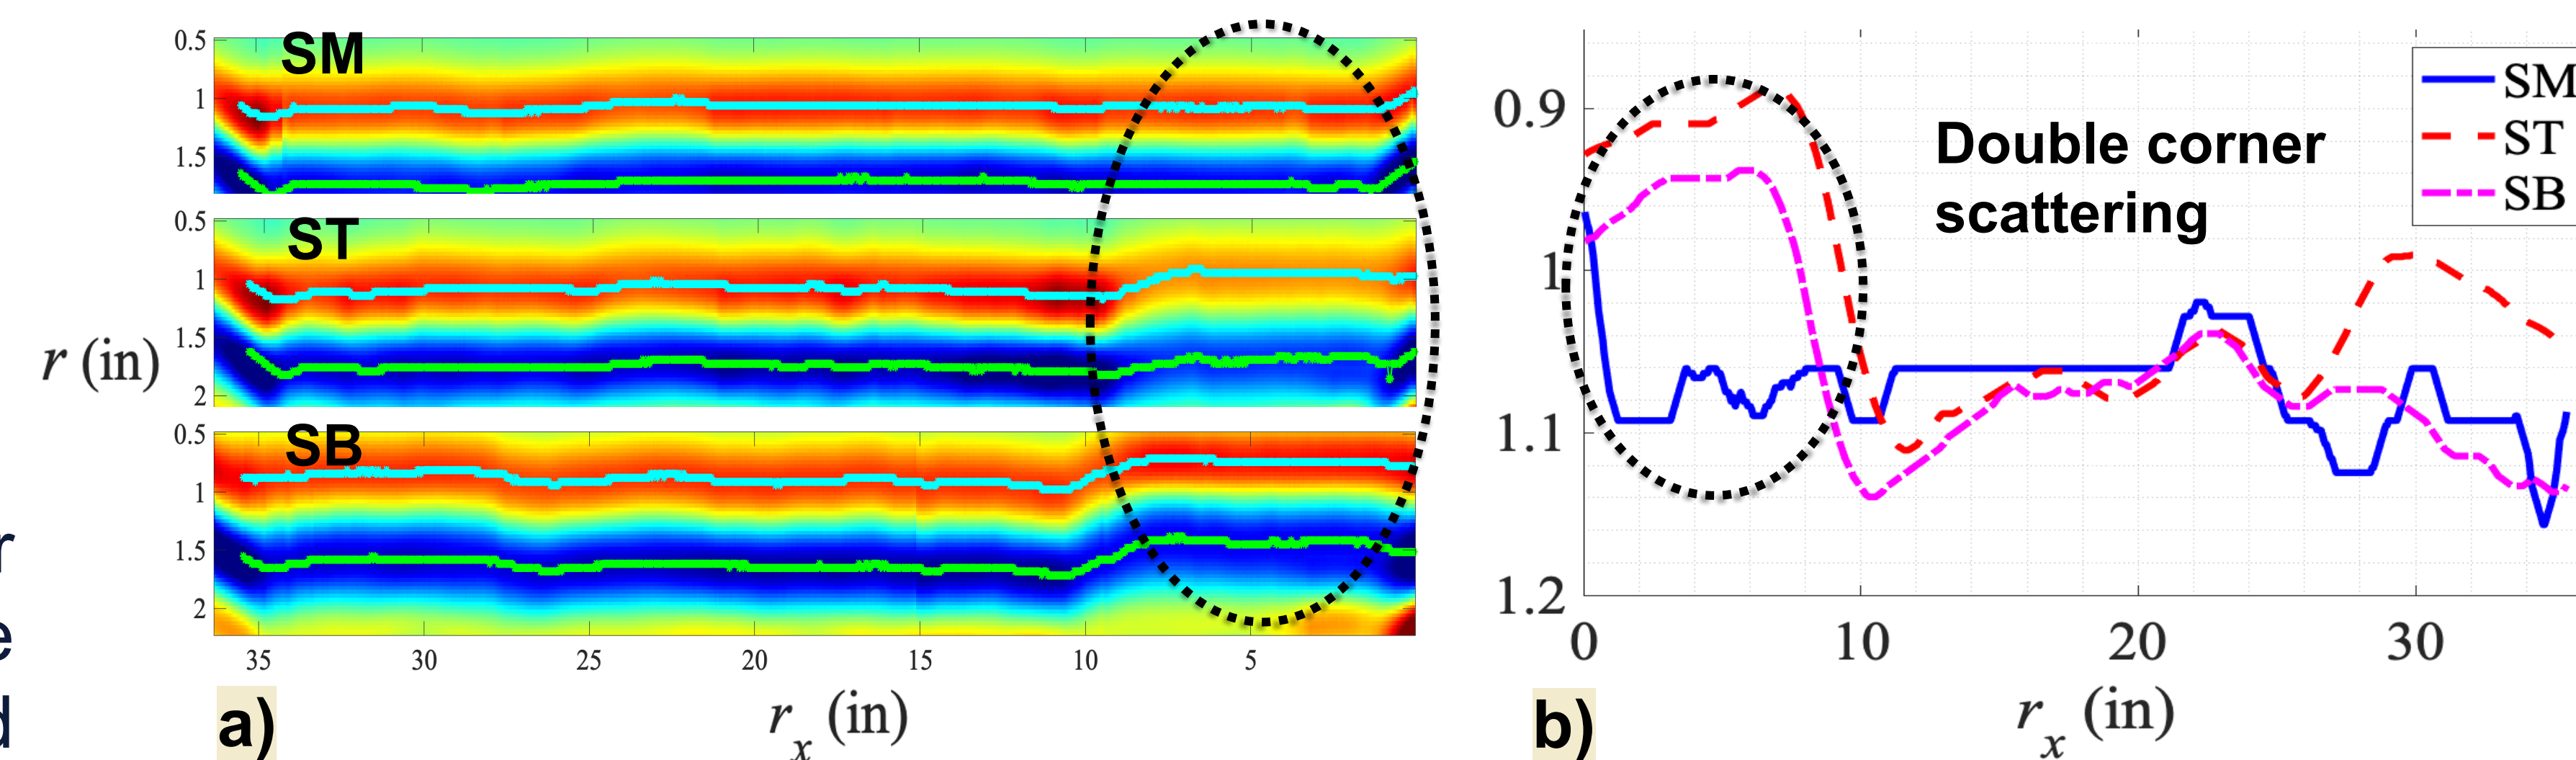 r
e
d
r (in)
SM
0.5
1
1.5
ST
0.5
1
1.5
2
SB
0.5
1
1.5
2
35 30 25 20 15 10 5
r_x (in)
a)
0.9
1
1.1
1.2
0 10 20 30
r_x (in)
b)
Double corner
scattering
SM
ST
SB